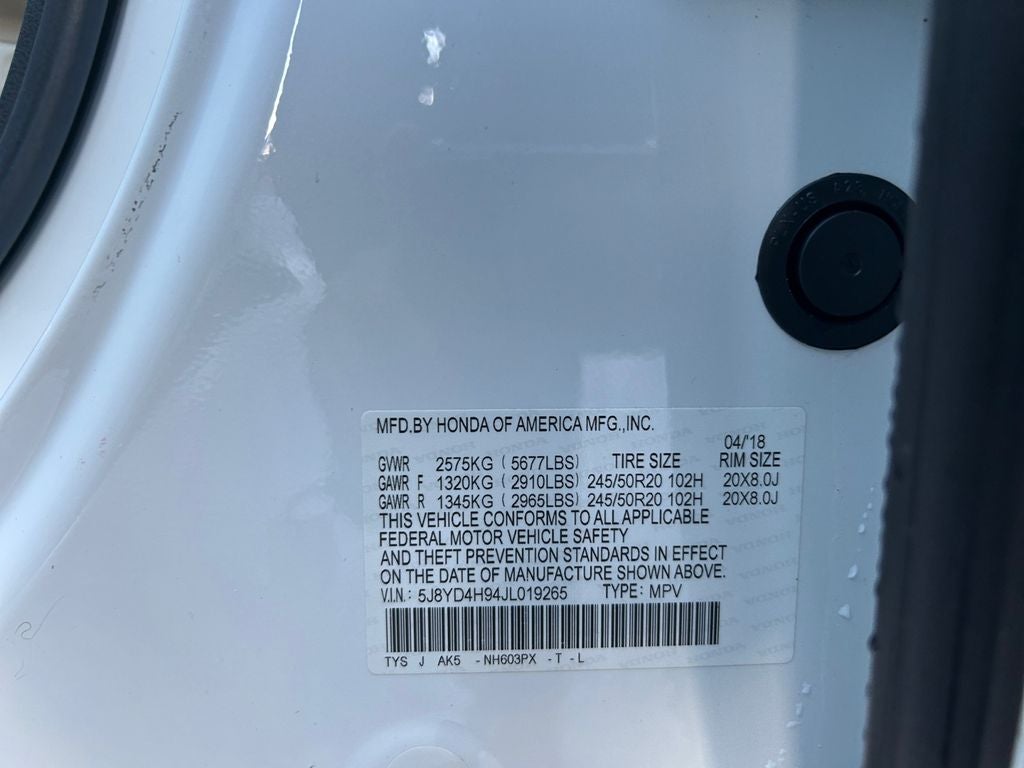 MFD.BY HONDA OF AMERICA MFG.,INC.
04/'18
GVWR 2575KG ( 5677LBS) TIRE SIZE RIM SIZE
GAWR F 1320KG ( 2910LBS) 245/50R20 102H 20X8.0J
GAWR R 1345KG ( 2965LBS) 245/50R20 102H 20X8.0J
THIS VEHICLE CONFORMS TO ALL APPLICABLE
FEDERAL MOTOR VEHICLE SAFETY
AND THEFT PREVENTION STANDARDS IN EFFECT
ON THE DATE OF MANUFACTURE SHOWN ABOVE.
V.I.N.: 5J8YD4H94JL019265 TYPE: MPV
TYS J AK5 -NH603PX -T -L